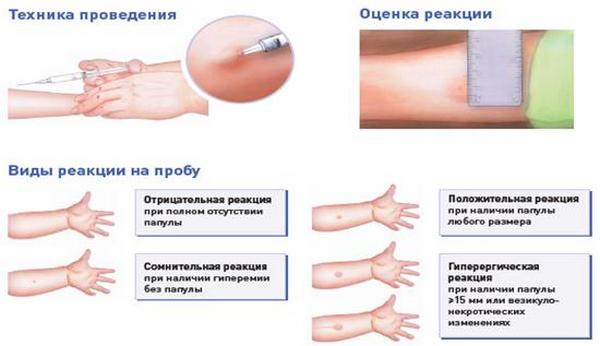 Техника проведения
Оценка реакции
Виды реакции на пробу
Отрицательная реакция
при полном отсутствии
папулы
Сомнительная реакция
при наличии гиперемии
без папулы
Положительная реакция
при наличии папулы
любого размера
Гиперергическая
реакция
при наличии папулы
≥15 мм или везикуло-
некротических
изменениях